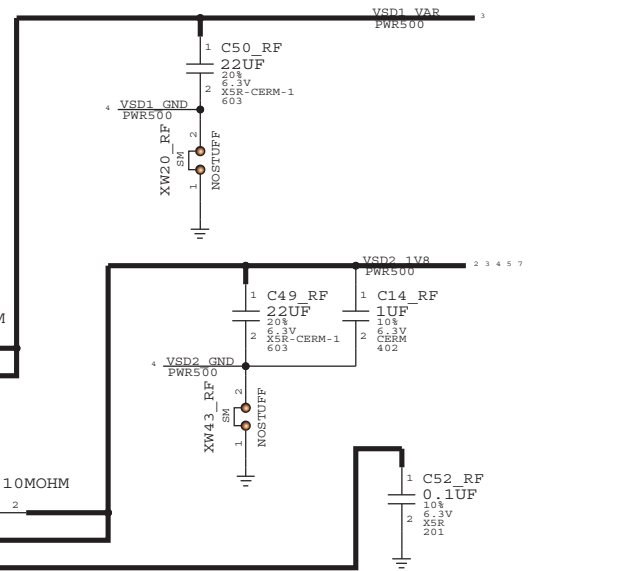 VSD1_VAR 3
PWR500
1 C50_RF
22UF
20%
6.3V
2 X5R-CERM-1
603
4 VSD1_GND
PWR500
2
XW20_RF
SM
NOSTUFF
1
VSD2_1V8 2 3 4 5 7
PWR500
1 C49_RF
22UF
20%
6.3V
2 X5R-CERM-1
603
1 C14_RF
1UF
10%
6.3V
2 CERM
402
M
4 VSD2_GND
PWR500
2
XW43_RF
SM
NOSTUFF
1
10MOHM
2
1 C52_RF
0.1UF
10%
6.3V
2 X5R
201